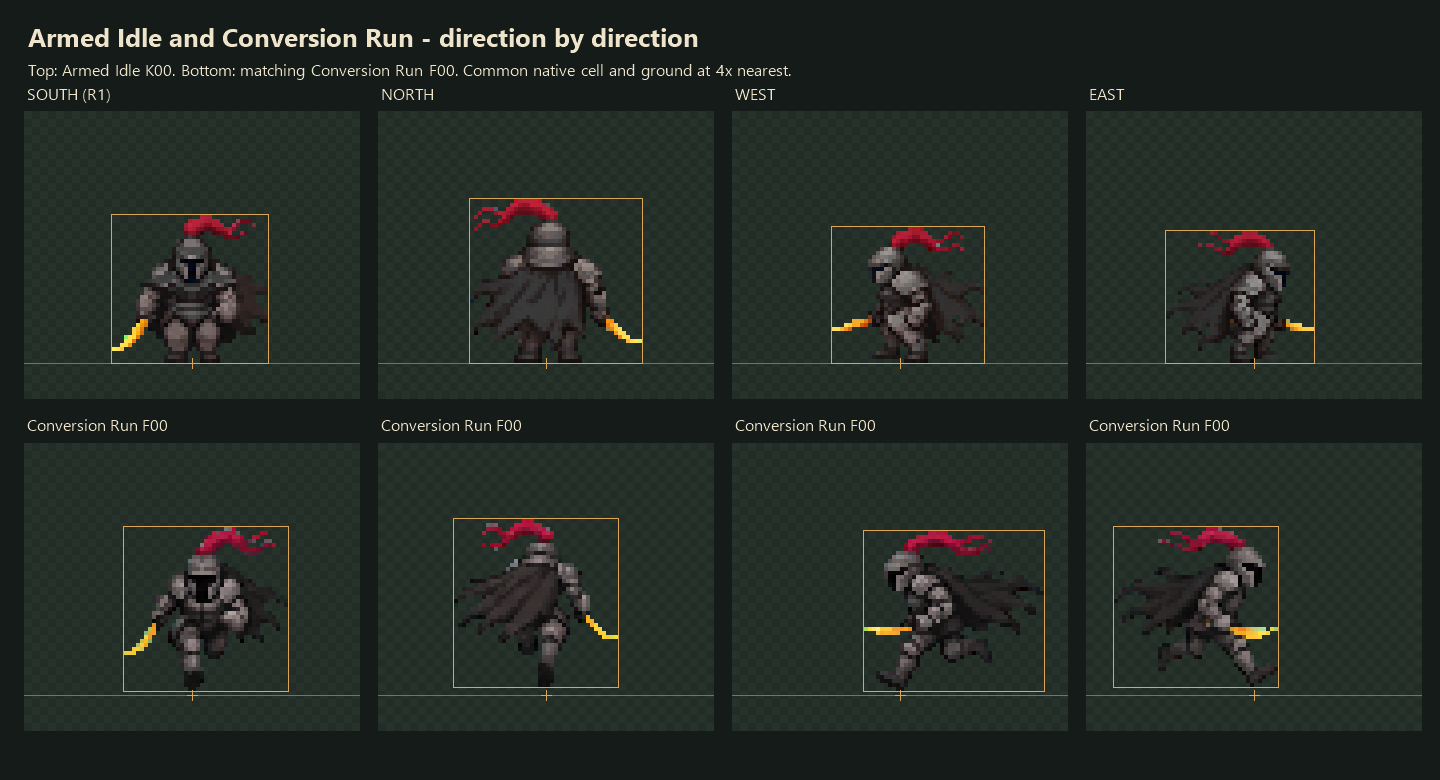 Armed Idle and Conversion Run - direction by direction
Top: Armed Idle K00. Bottom: matching Conversion Run F00. Common native cell and ground at 4x nearest.
SOUTH (R1) NORTH WEST EAST
Conversion Run F00 Conversion Run F00 Conversion Run F00 Conversion Run F00